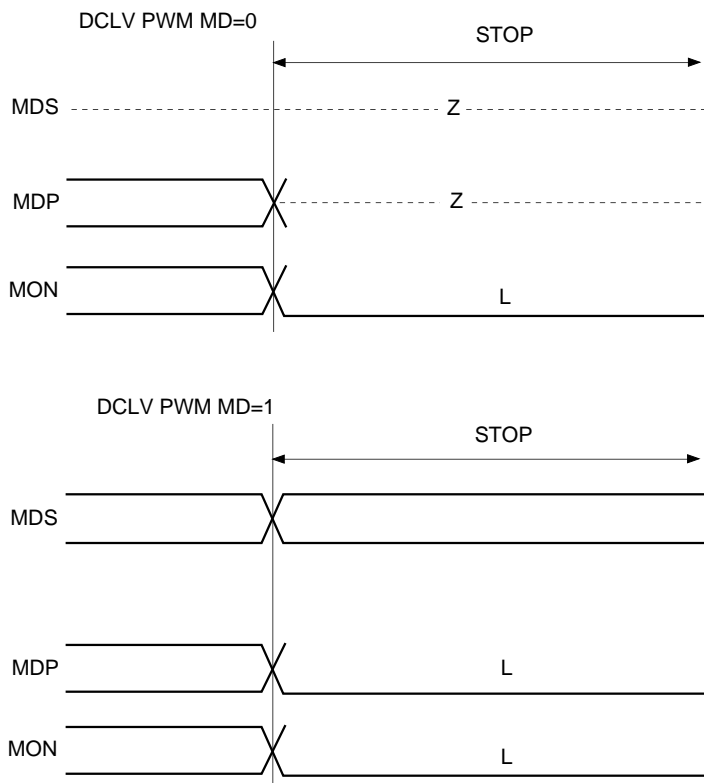 DCLV PWM MD=0
STOP
MDS
Z
MDP
Z
MON
L
DCLV PWM MD=1
STOP
MDS
MDP
L
MON
L